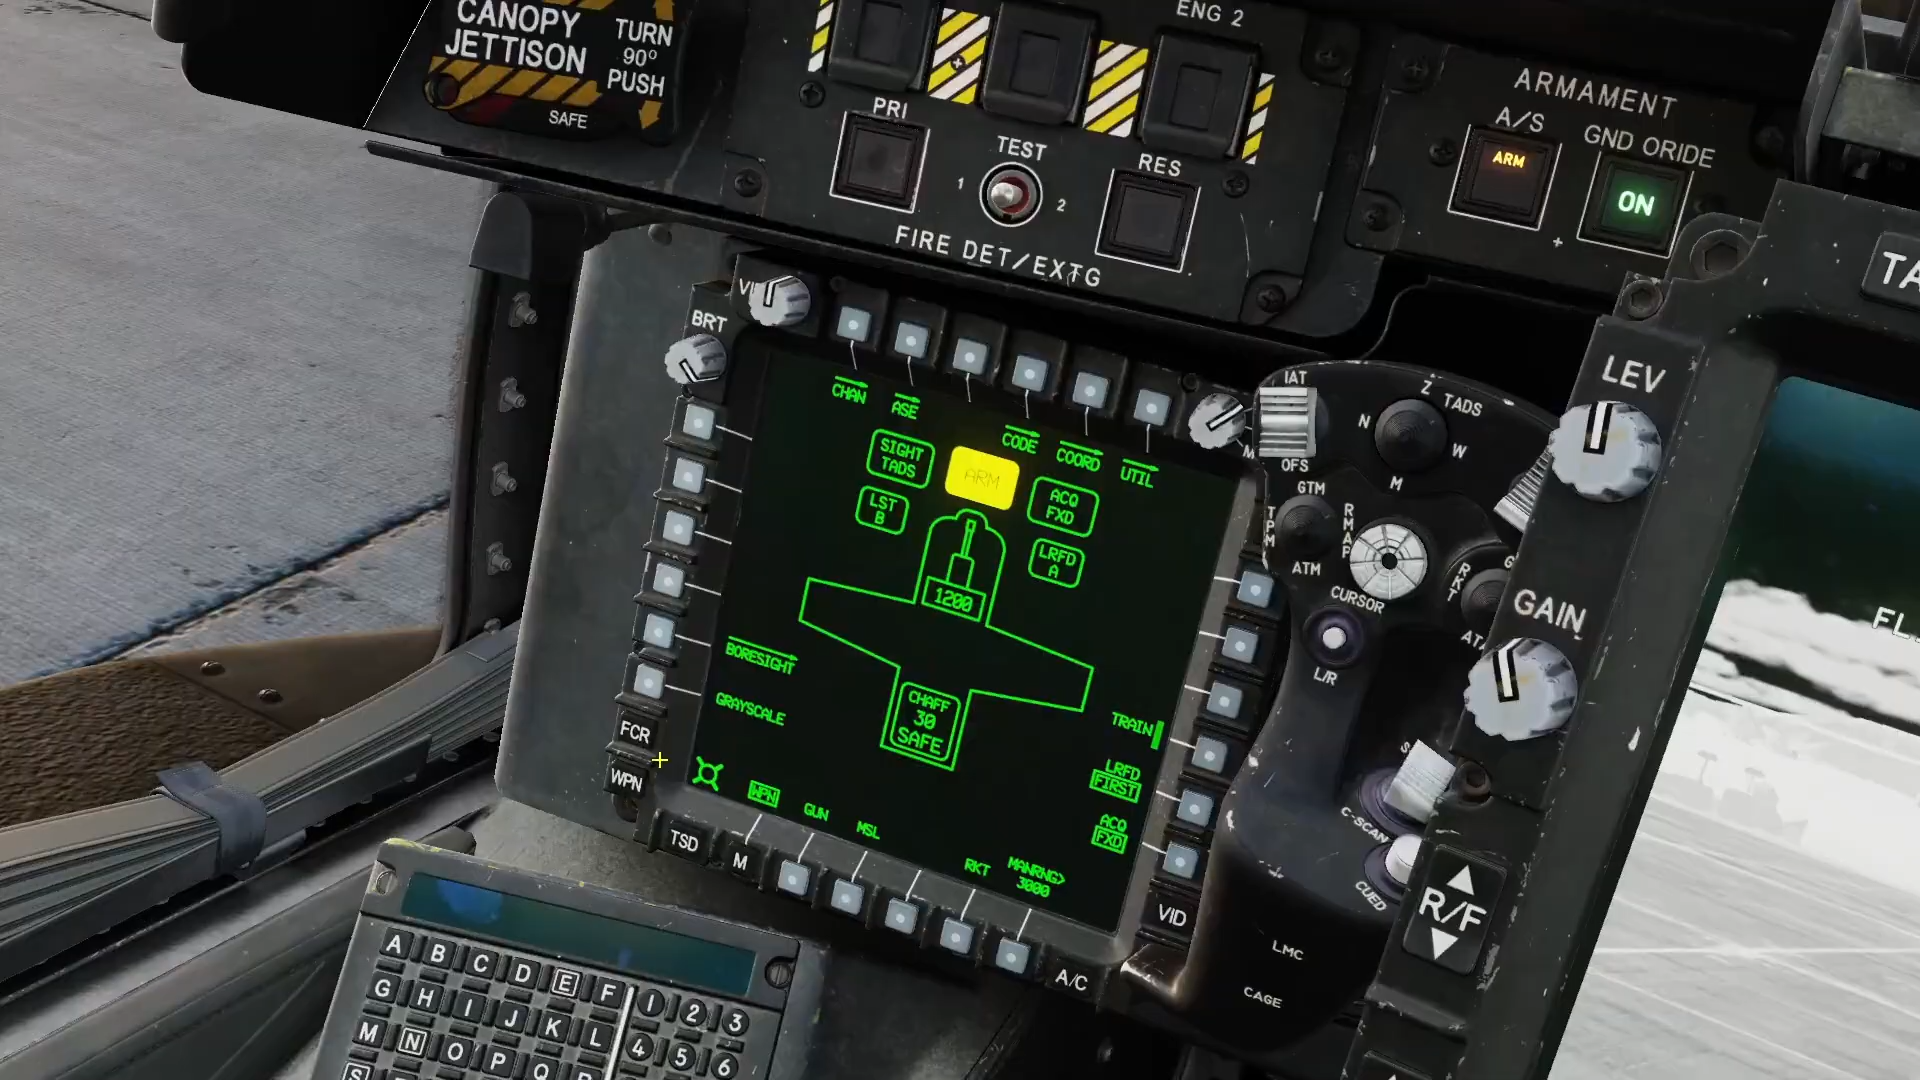 CANOPY
JETTISON
TURN
90°
PUSH
SAFE
ENG 2
PRI
TEST
1
2
RES
FIRE DET/EXTG
ARMAMENT
A/S
GND ORIDE
ARM
ON
BRT
CHAN
ASE
CODE
COORD
UTIL
SIGHT
TADS
ARM
ACQ
FXD
LST
B
LRFD
A
1200
BORESIGHT
GRAYSCALE
CHAFF
30
SAFE
TRAIN
LRFD
FIRST
ACQ
FXD
WPN
GUN
MSL
RKT
MANRNG>
3000
FCR
WPN
TSD
M
VID
A/C
IAT
OFS
Z
TADS
N
W
M
GTM
ATM
RMAP
CURSOR
L/R
RKT
C-SCAN
CUED
LMC
CAGE
LEV
GAIN
R/F
A B C D E F 1 2 3
G H I J K L 4 5 6
M N O P Q
S